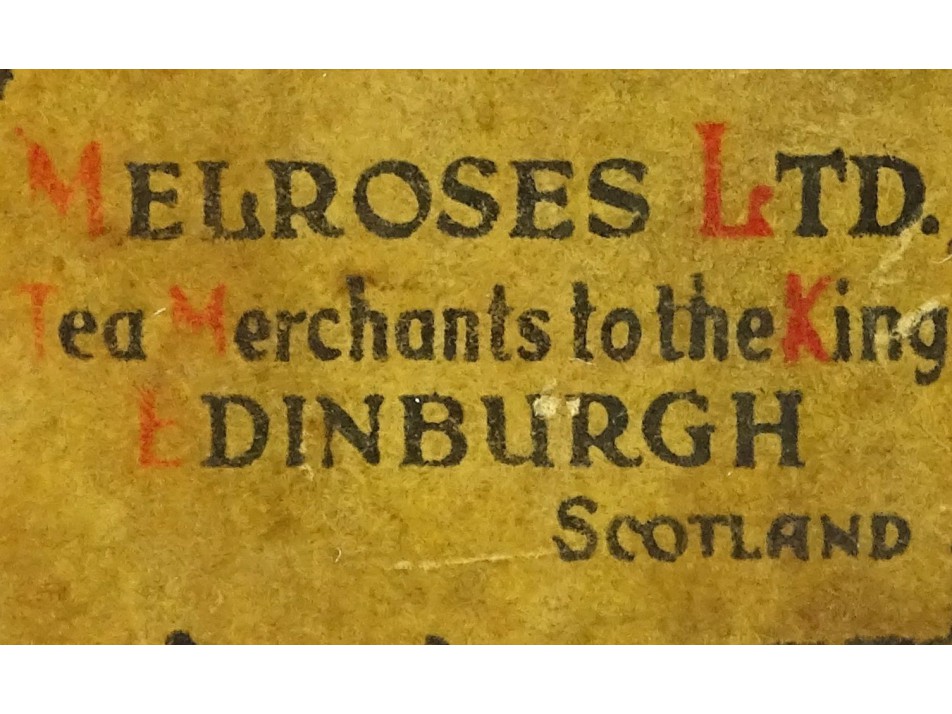 MELROSES LTD.
Tea Merchants to the King
EDINBURGH
SCOTLAND